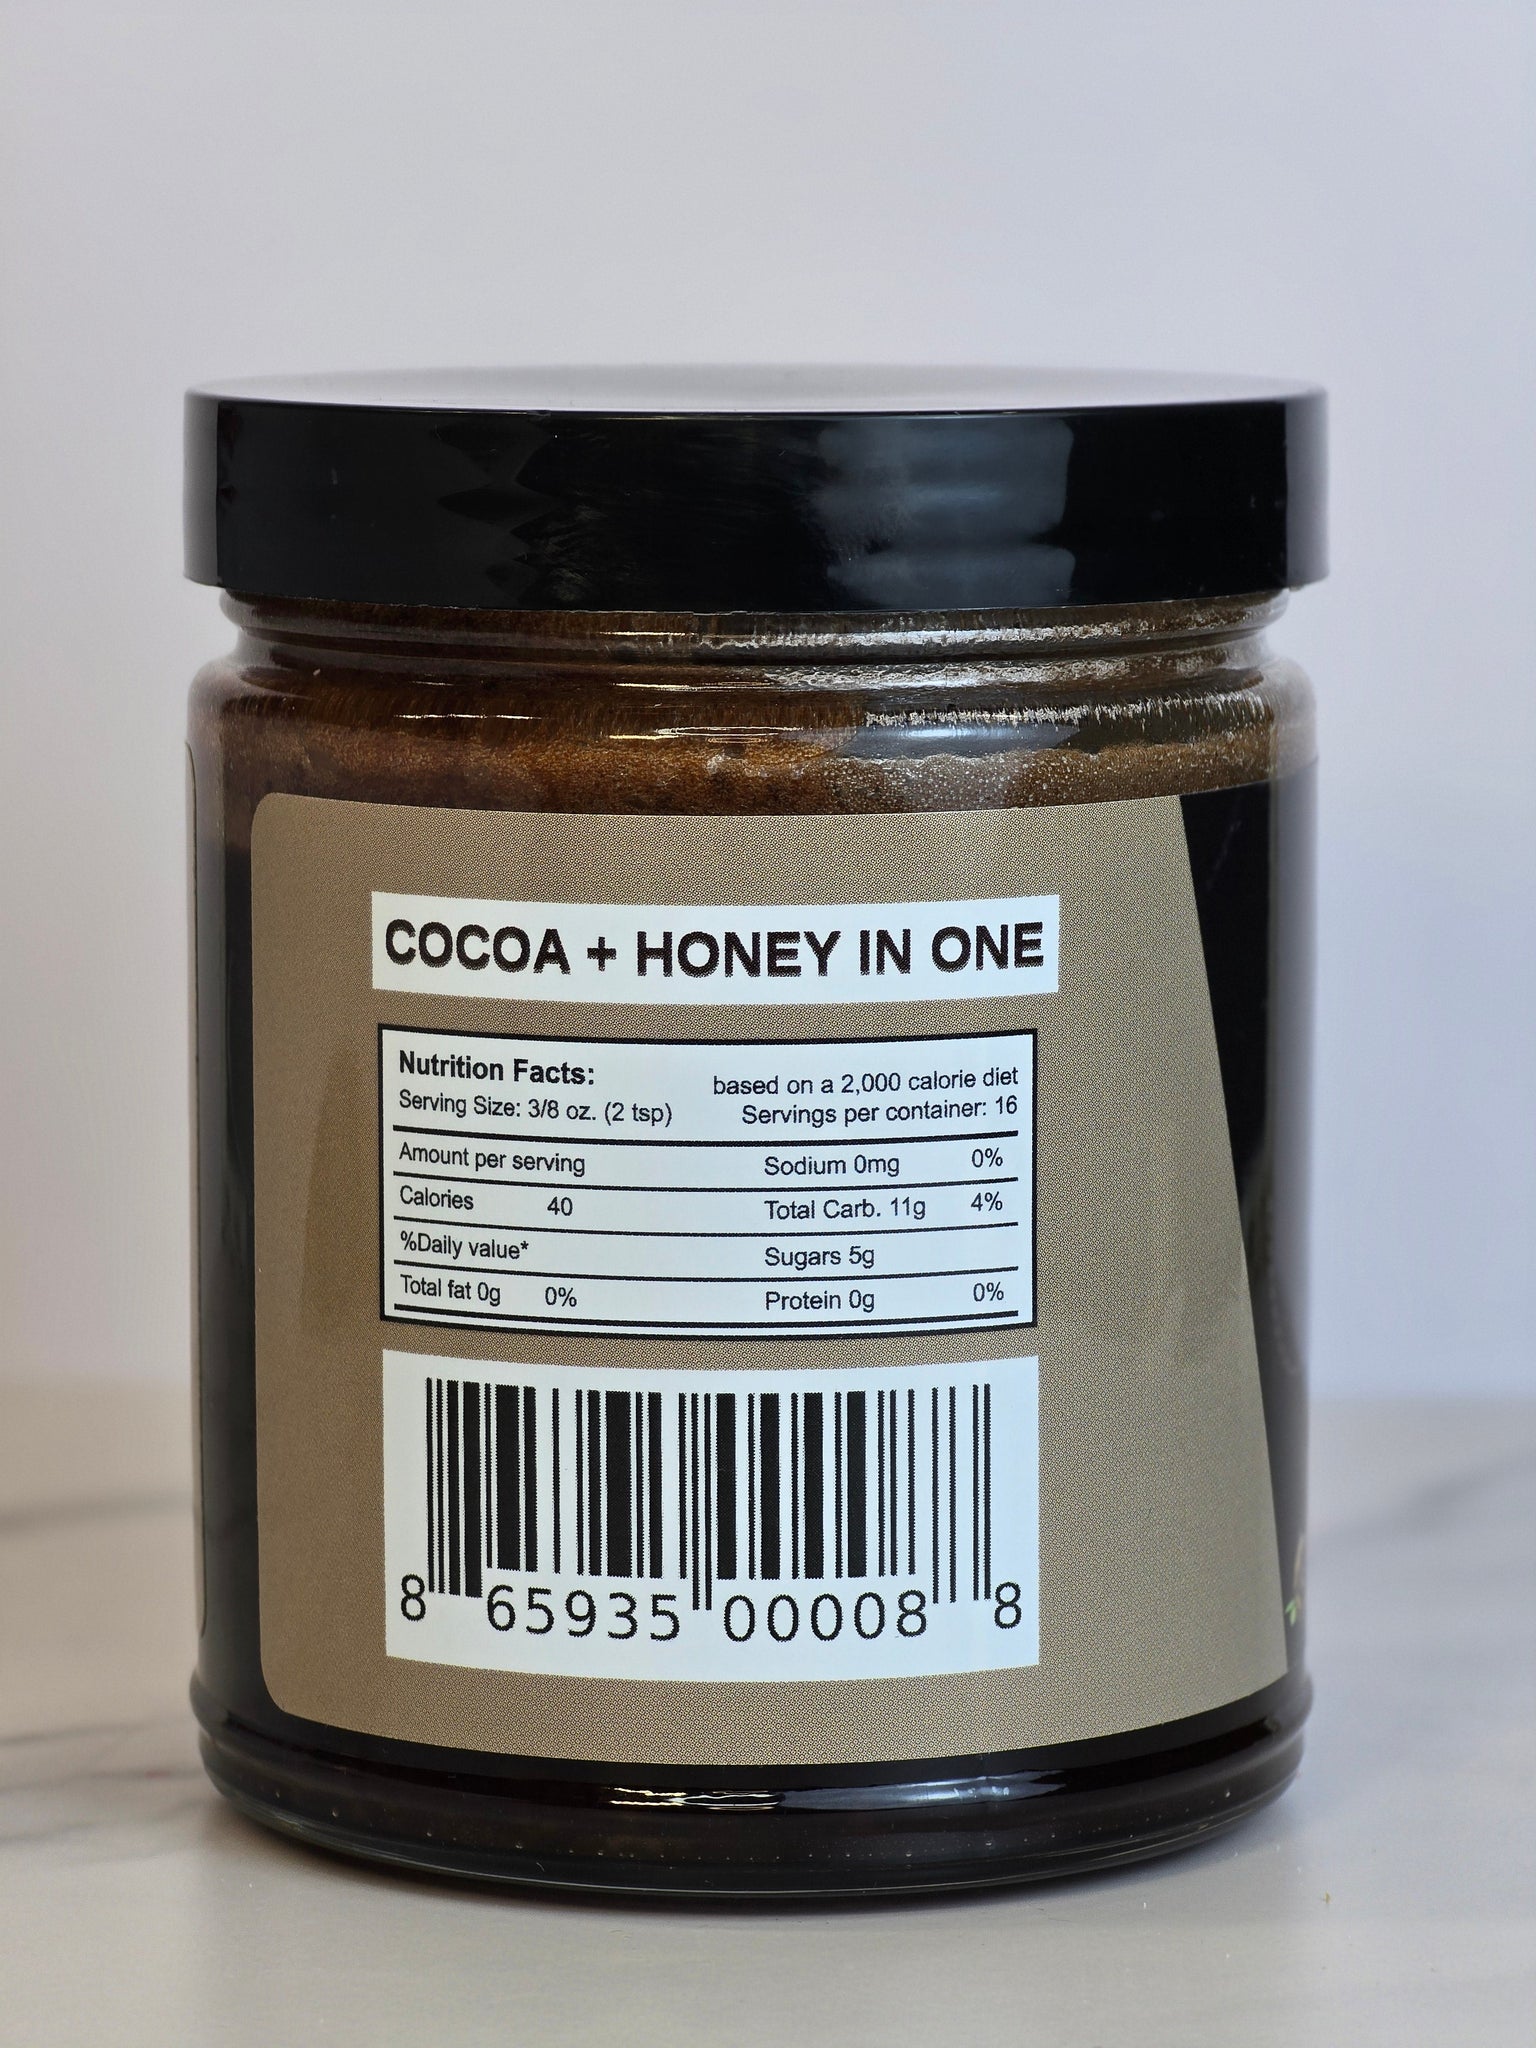 COCOA + HONEY IN ONE
Nutrition Facts:
based on a 2,000 calorie diet
Serving Size: 3/8 oz. (2 tsp)
Servings per container: 16
Amount per serving
Sodium 0mg 0%
Calories 40
Total Carb. 11g 4%
%Daily value*
Sugars 5g
Total fat 0g 0%
Protein 0g 0%
8 65935 00008 8